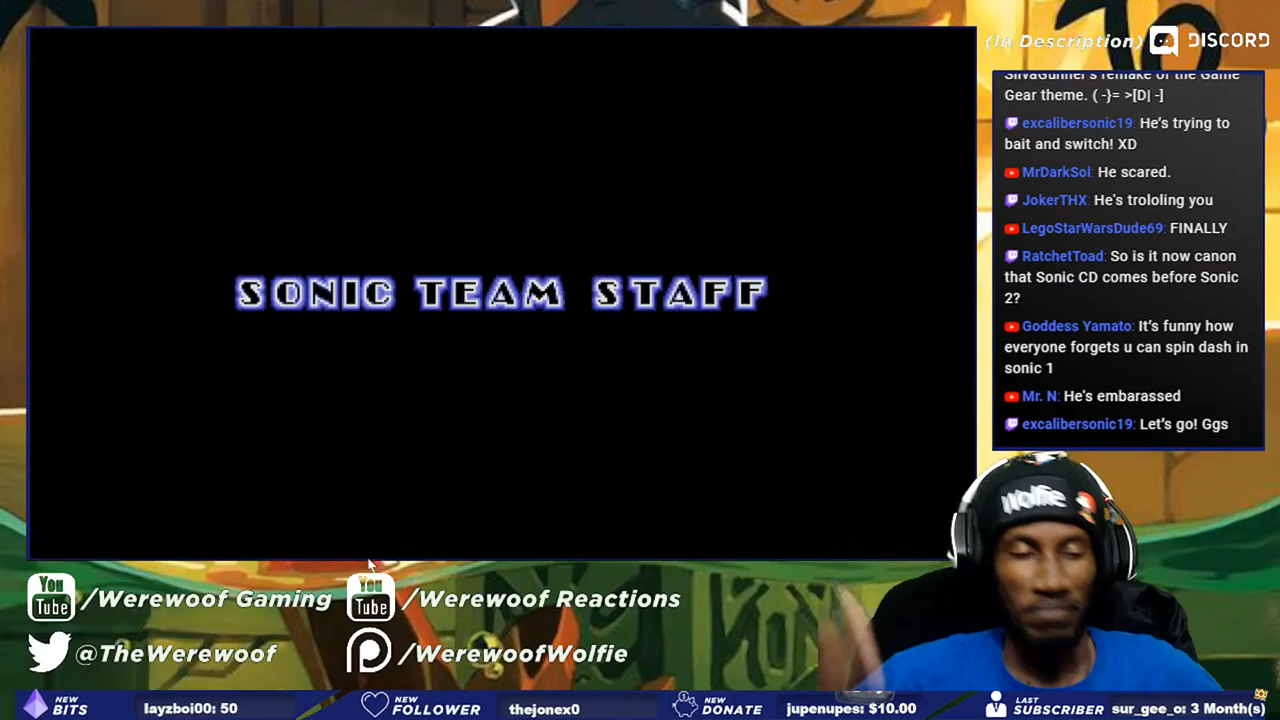 (In Description) DISCORD
SilvaGunner's remake of the Game
Gear theme. ( -}= >[D| -]
excalibersonic19: He's trying to
bait and switch! XD
MrDarkSol: He scared.
JokerTHX: He's trololing you
LegoStarWarsDude69: FINALLY
RatchetToad: So is it now canon
that Sonic CD comes before Sonic
2?
Goddess Yamato: It's funny how
everyone forgets u can spin dash in
sonic 1
Mr. N: He's embarassed
excalibersonic19: Let's go! Ggs
SONIC TEAM STAFF
wolfie
You Tube /Werewoof Gaming
You Tube /Werewoof Reactions
@TheWerewoof
/WerewoofWolfie
NEW BITS layzboi00: 50
NEW FOLLOWER thejonex0
NEW DONATE jupenupes: $10.00
LAST SUBSCRIBER sur_gee_o: 3 Month(s)